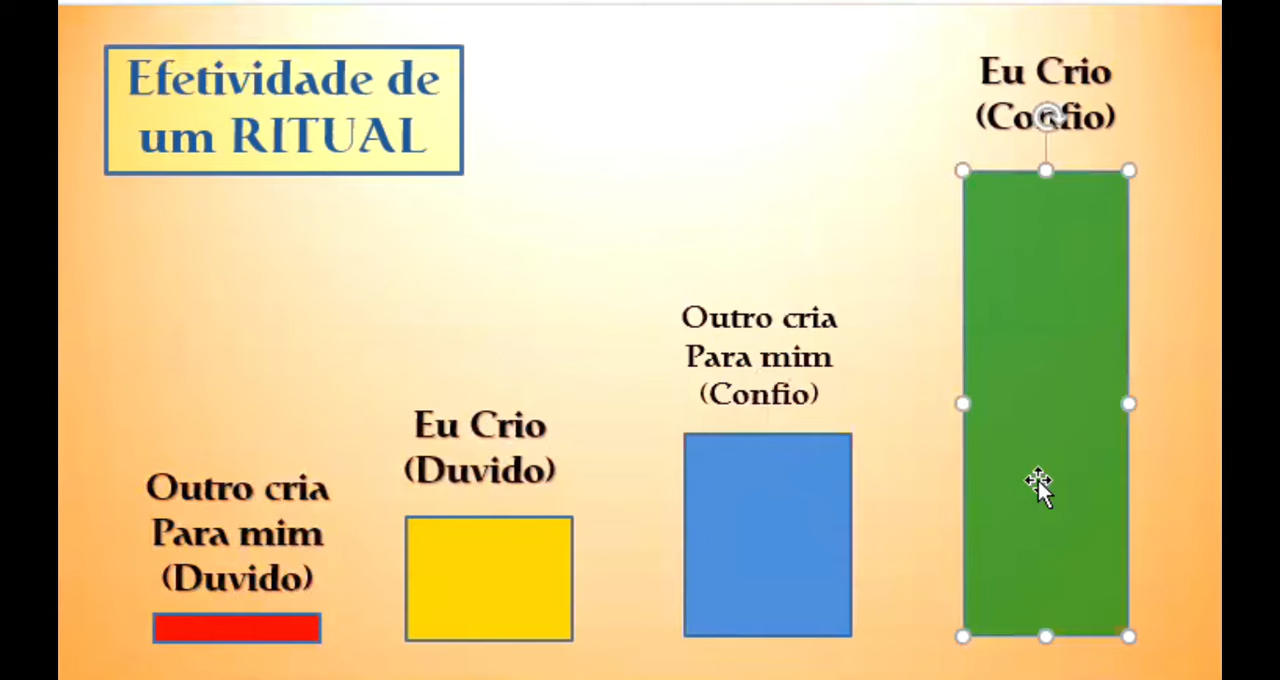 Efetividade de
um RITUAL
Outro cria
Para mim
(Duvido)
Eu Crio
(Duvido)
Outro cria
Para mim
(Confio)
Eu Crio
(Confio)